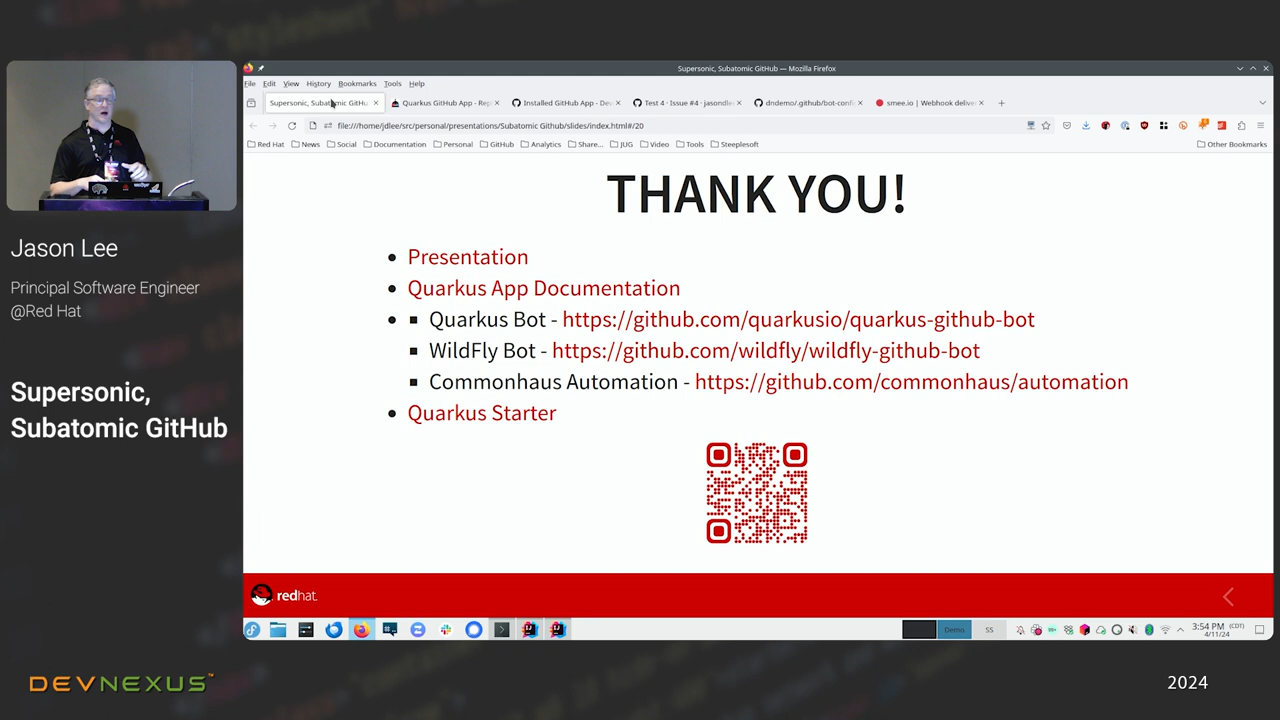 Supersonic, Subatomic GitHub — Mozilla Firefox
File Edit View History Bookmarks Tools Help
Supersonic, Subatomic GitHu
Quarkus GitHub App - Rep
Installed GitHub App - Dev
Test 4 · Issue #4 · jasondle
dndemo/.github/bot-conf
smee.io | Webhook deliver
file:///home/jdlee/src/personal/presentations/Subatomic Github/slides/index.html#/20
Red Hat News Social Documentation Personal GitHub Analytics Share... JUG Video Tools Steeplesoft Other Bookmarks
THANK YOU!
Presentation
Quarkus App Documentation
Quarkus Bot - https://github.com/quarkusio/quarkus-github-bot
WildFly Bot - https://github.com/wildfly/wildfly-github-bot
Commonhaus Automation - https://github.com/commonhaus/automation
Quarkus Starter
redhat.
Demo
SS
3:54 PM (CDT)
4/11/24
Jason Lee
Principal Software Engineer
@Red Hat
Supersonic,
Subatomic GitHub
DEVNEXUS™
2024